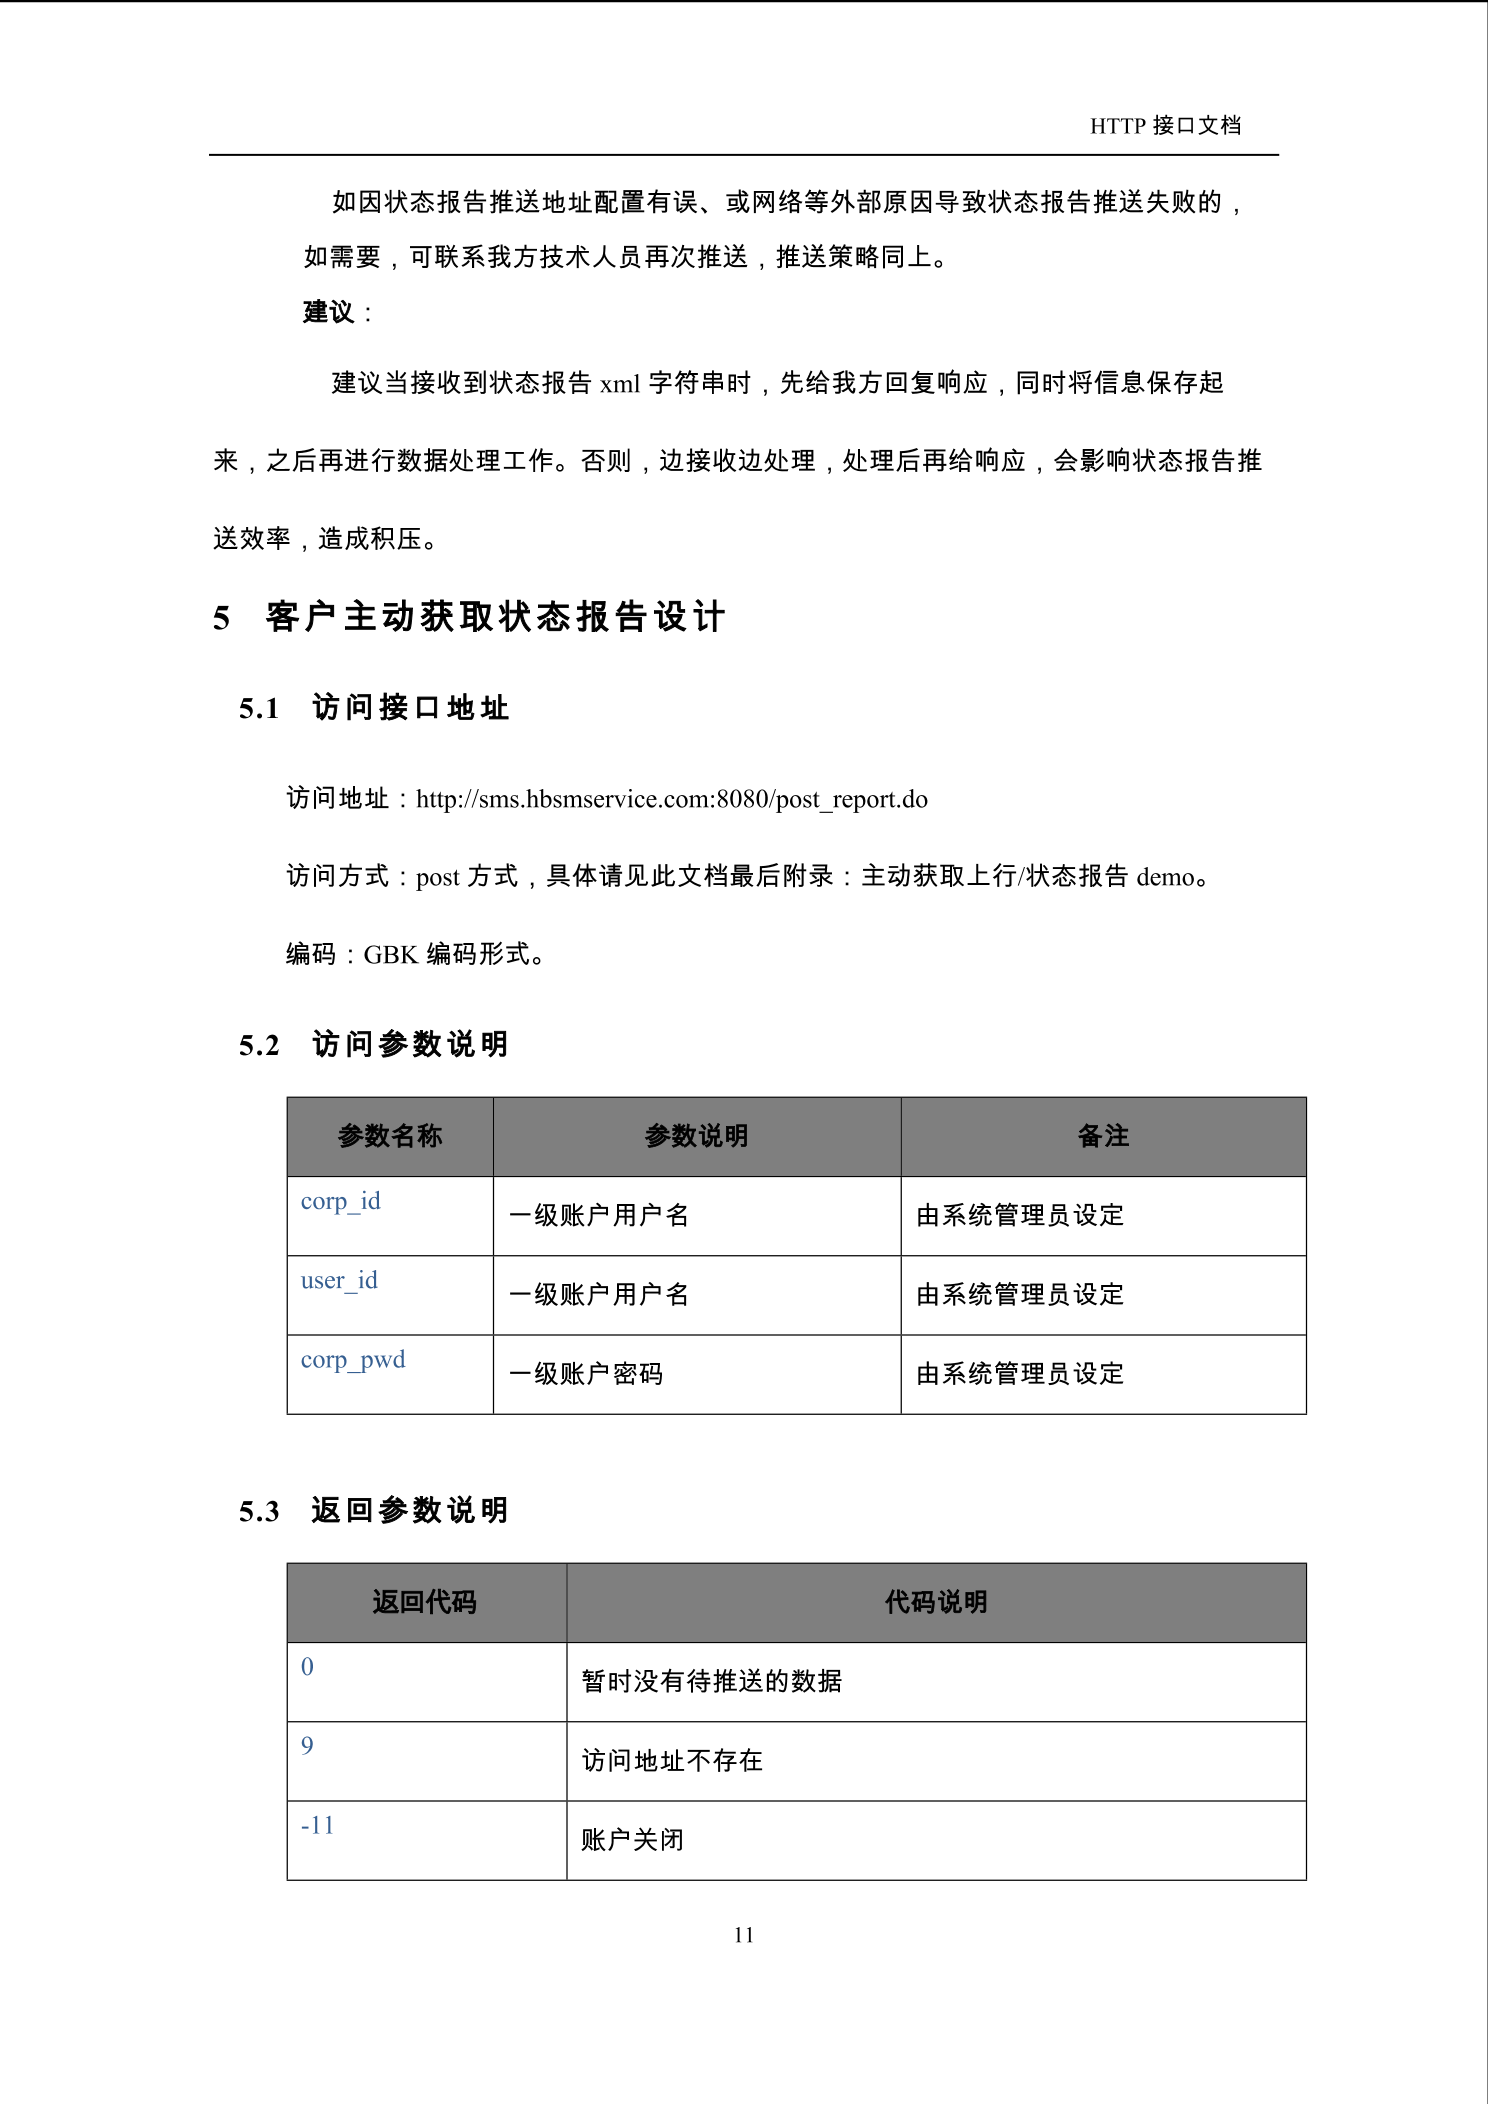 HTTP 接口文档
如因状态报告推送地址配置有误、或网络等外部原因导致状态报告推送失败的，
如需要，可联系我方技术人员再次推送，推送策略同上。
建议：
建议当接收到状态报告 xml 字符串时，先给我方回复响应，同时将信息保存起
来，之后再进行数据处理工作。否则，边接收边处理，处理后再给响应，会影响状态报告推
送效率，造成积压。
5 客户主动获取状态报告设计
5.1 访问接口地址
访问地址：http://sms.hbsmservice.com:8080/post_report.do
访问方式：post 方式，具体请见此文档最后附录：主动获取上行/状态报告 demo。
编码：GBK 编码形式。
5.2 访问参数说明
参数名称 参数说明 备注
corp_id 一级账户用户名 由系统管理员设定
user_id 一级账户用户名 由系统管理员设定
corp_pwd 一级账户密码 由系统管理员设定
5.3 返回参数说明
返回代码 代码说明
0 暂时没有待推送的数据
9 访问地址不存在
-11 账户关闭
11